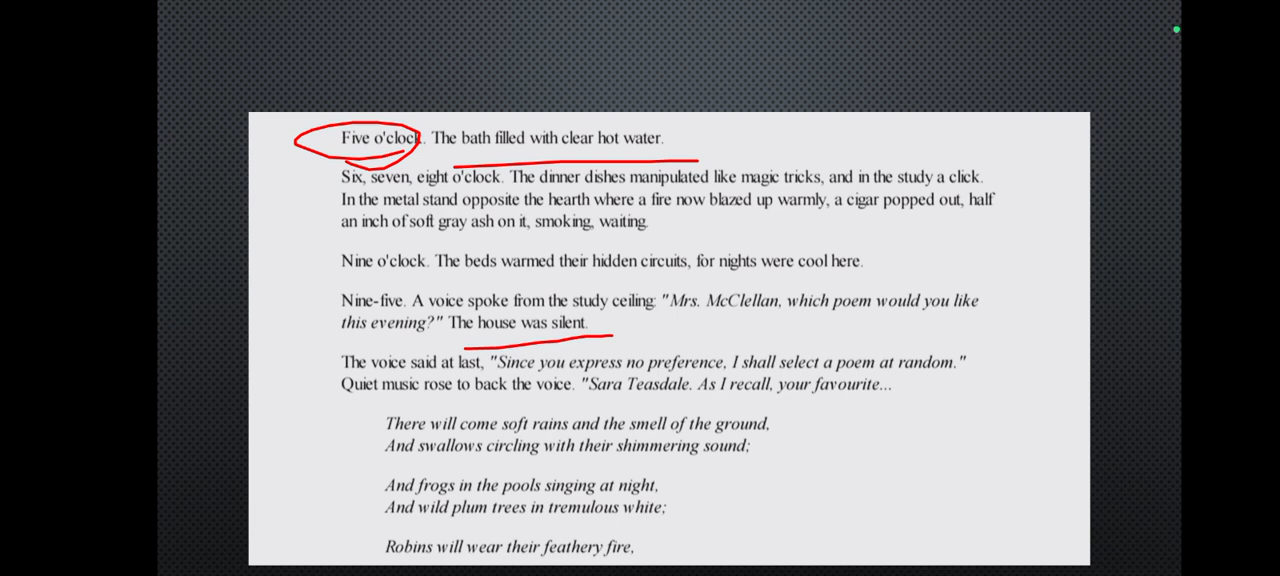 Five o'clock. The bath filled with clear hot water.
Six, seven, eight o'clock. The dinner dishes manipulated like magic tricks, and in the study a click.
In the metal stand opposite the hearth where a fire now blazed up warmly, a cigar popped out, half
an inch of soft gray ash on it, smoking, waiting.
Nine o'clock. The beds warmed their hidden circuits, for nights were cool here.
Nine-five. A voice spoke from the study ceiling: "Mrs. McClellan, which poem would you like
this evening?" The house was silent.
The voice said at last, "Since you express no preference, I shall select a poem at random."
Quiet music rose to back the voice. "Sara Teasdale. As I recall, your favourite...
There will come soft rains and the smell of the ground,
And swallows circling with their shimmering sound;
And frogs in the pools singing at night,
And wild plum trees in tremulous white;
Robins will wear their feathery fire,